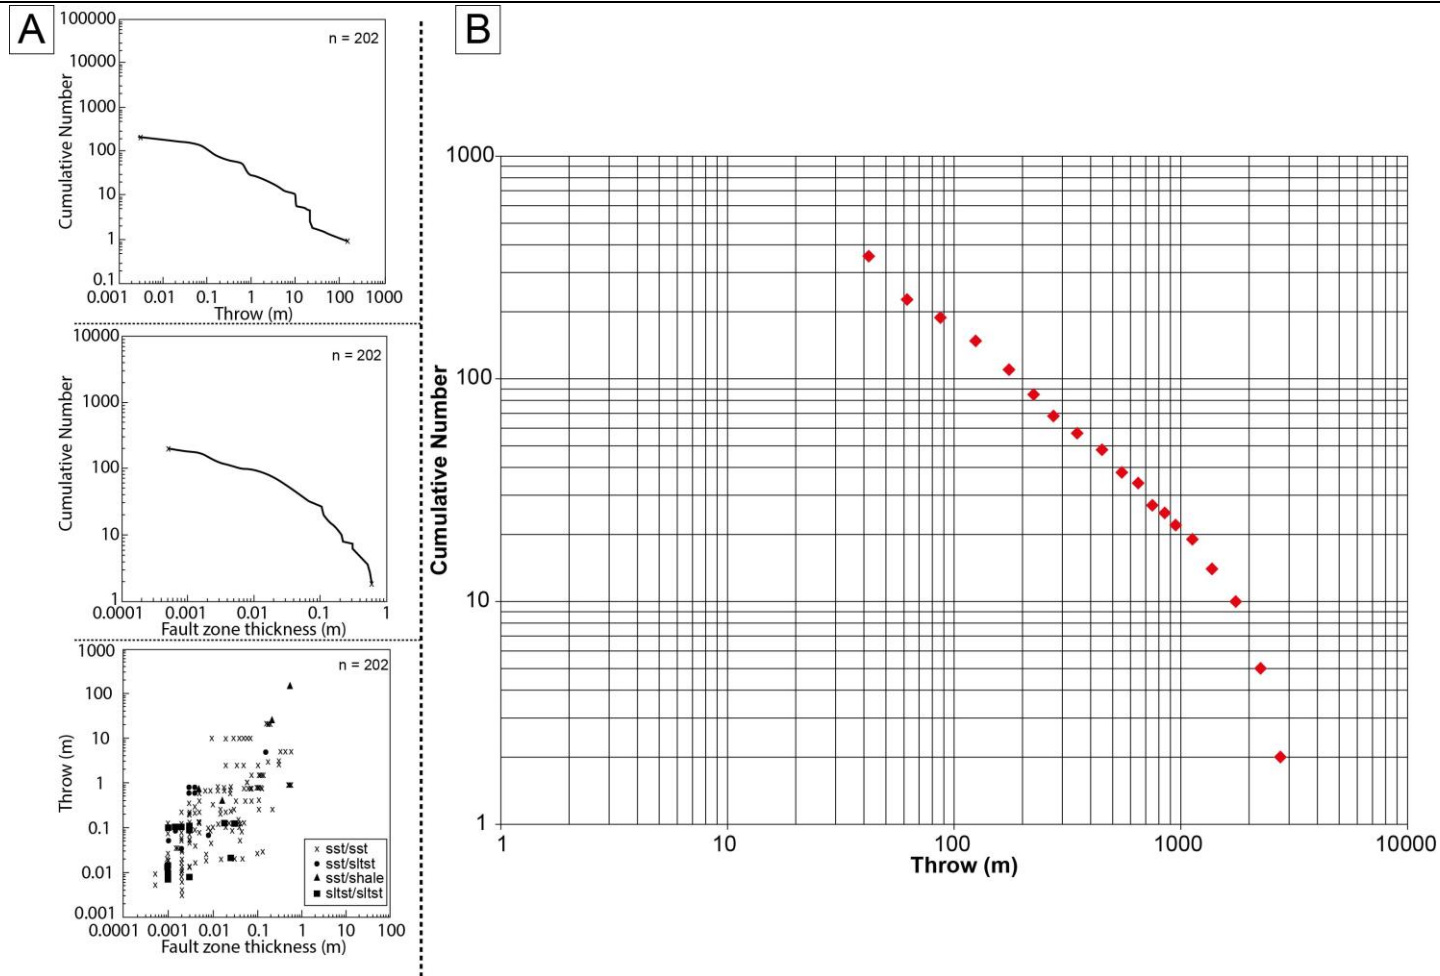 A
100000
10000
1000
100
10
1
0.1
Cumulative Number
n = 202
0.001 0.01 0.1 1 10 100 1000
Throw (m)
10000
1000
100
10
1
Cumulative Number
n = 202
0.0001 0.001 0.01 0.1 1
Fault zone thickness (m)
1000
100
10
1
0.1
0.01
0.001
Throw (m)
n = 202
sst/sst
sst/sltst
sst/shale
sltst/sltst
0.0001 0.001 0.01 0.1 1 10 100
Fault zone thickness (m)
B
1000
100
10
1
Cumulative Number
1 10 100 1000 10000
Throw (m)